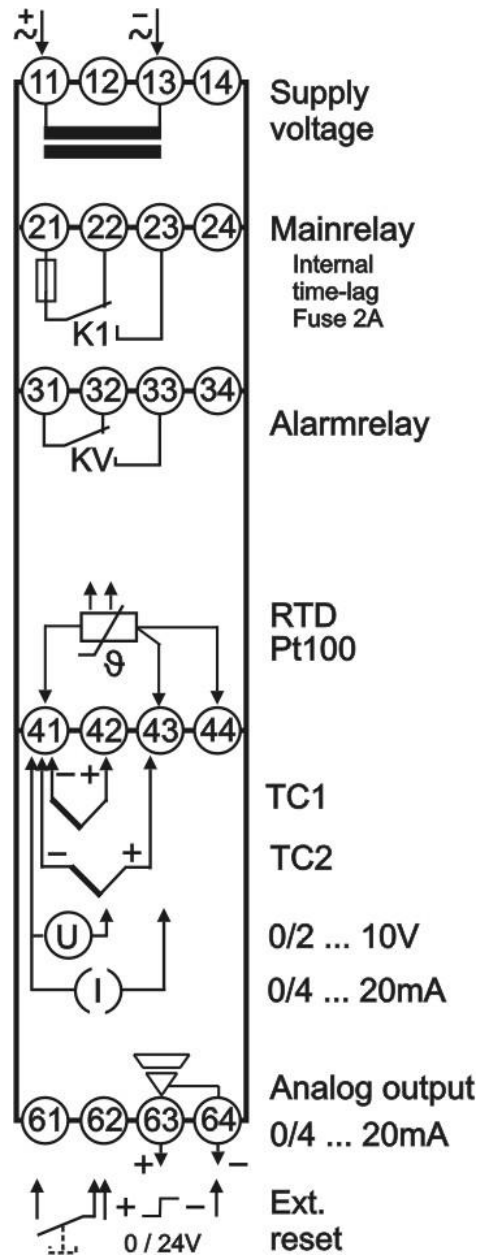 ≂+ ≂−
11 12 13 14
Supply
voltage
21 22 23 24
Mainrelay
Internal
time-lag
Fuse 2A
K1
31 32 33 34
Alarmrelay
KV
RTD
Pt100
ϑ
41 42 43 44
− +
TC1
− +
TC2
U
0/2 ... 10V
I
0/4 ... 20mA
Analog output
61 62 63 64
0/4 ... 20mA
+ −
+ −
Ext.
0 / 24V
reset